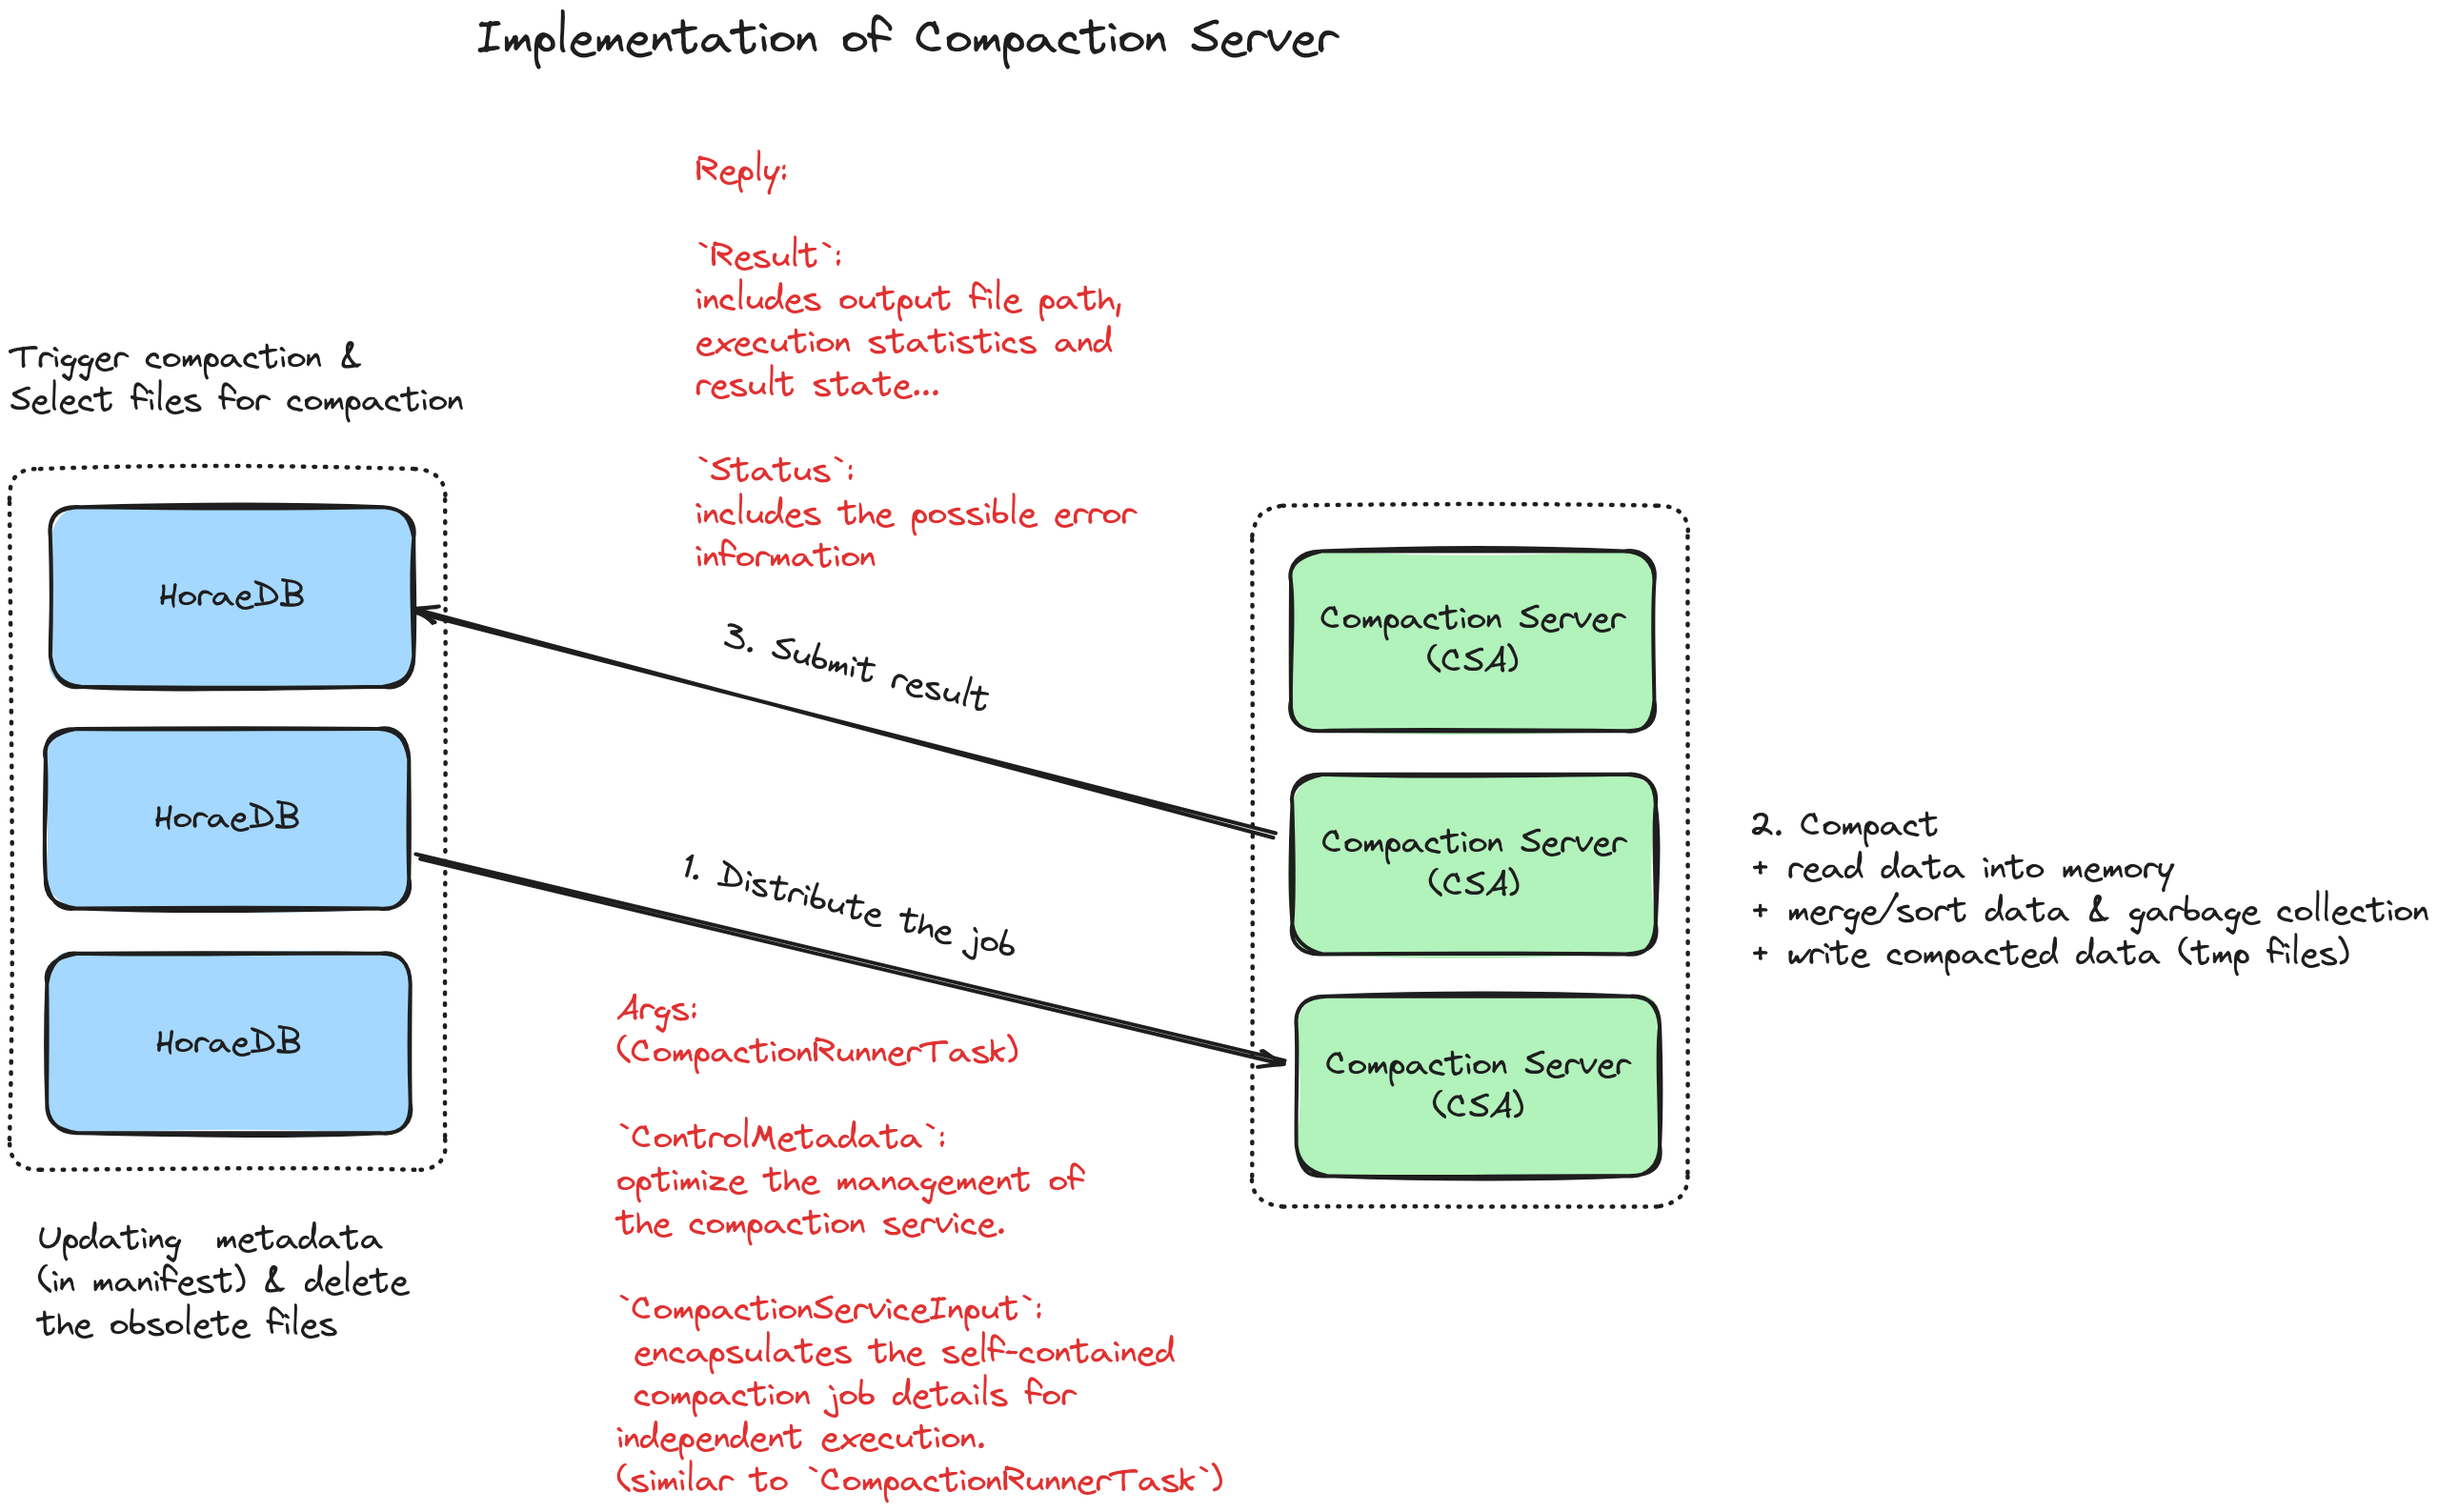 Implementation of Compaction Server
Reply:
`Result`:
includes output file path,
execution statistics and
result state...
`Status`:
includes the possible error
information
Trigger compaction &
Select files for compaction
HoraeDB
HoraeDB
HoraeDB
Updating metadata
(in manifest) & delete
the obsolete files
3. Submit result
1. Distribute the job
Args:
(CompactionRunnerTask)
`ControlMetadata`:
optimize the management of
the compaction service.
`CompactionServiceInput`:
encapsulates the self-contained
compaction job details for
independent execution.
(similar to `CompactionRunnerTask`)
Compaction Server
(CSA)
Compaction Server
(CSA)
Compaction Server
(CSA)
2. Compact
+ read data into memory
+ merge/sort data & garbage collection
+ write compacted data (tmp files)